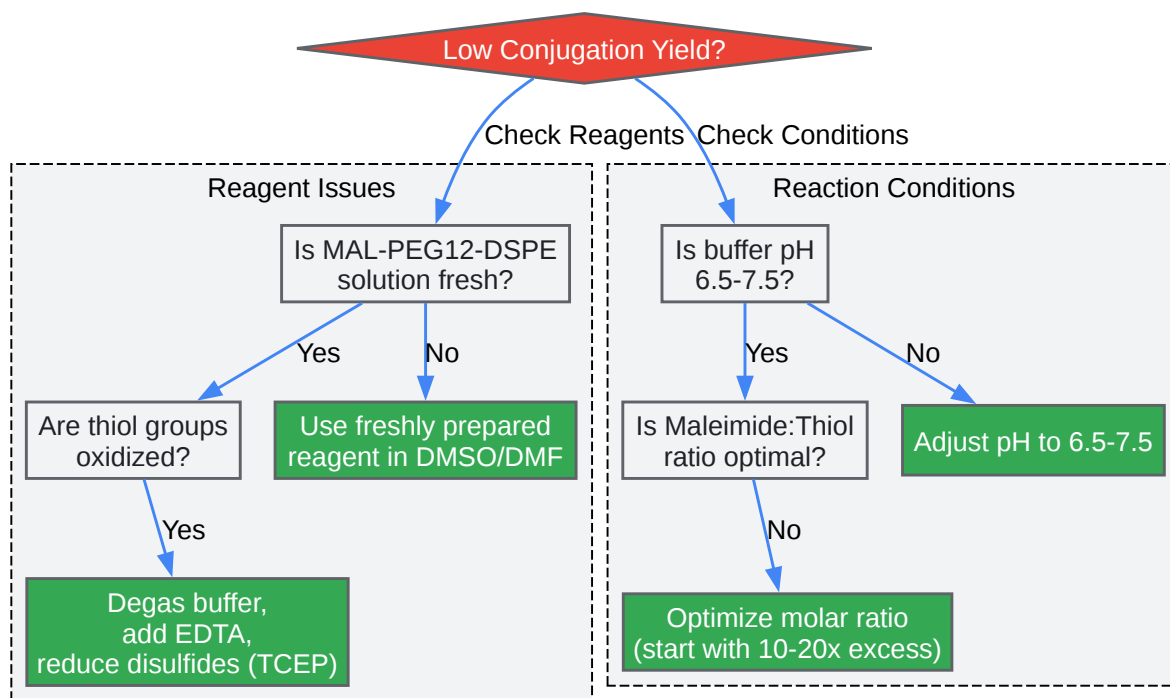 Low Conjugation Yield?
Check Reagents
Check Conditions
Reagent Issues
Is MAL-PEG12-DSPE
solution fresh?
Yes
No
Are thiol groups
oxidized?
Use freshly prepared
reagent in DMSO/DMF
Yes
Degas buffer,
add EDTA,
reduce disulfides (TCEP)
Reaction Conditions
Is buffer pH
6.5-7.5?
Yes
No
Is Maleimide:Thiol
ratio optimal?
Adjust pH to 6.5-7.5
No
Optimize molar ratio
(start with 10-20x excess)